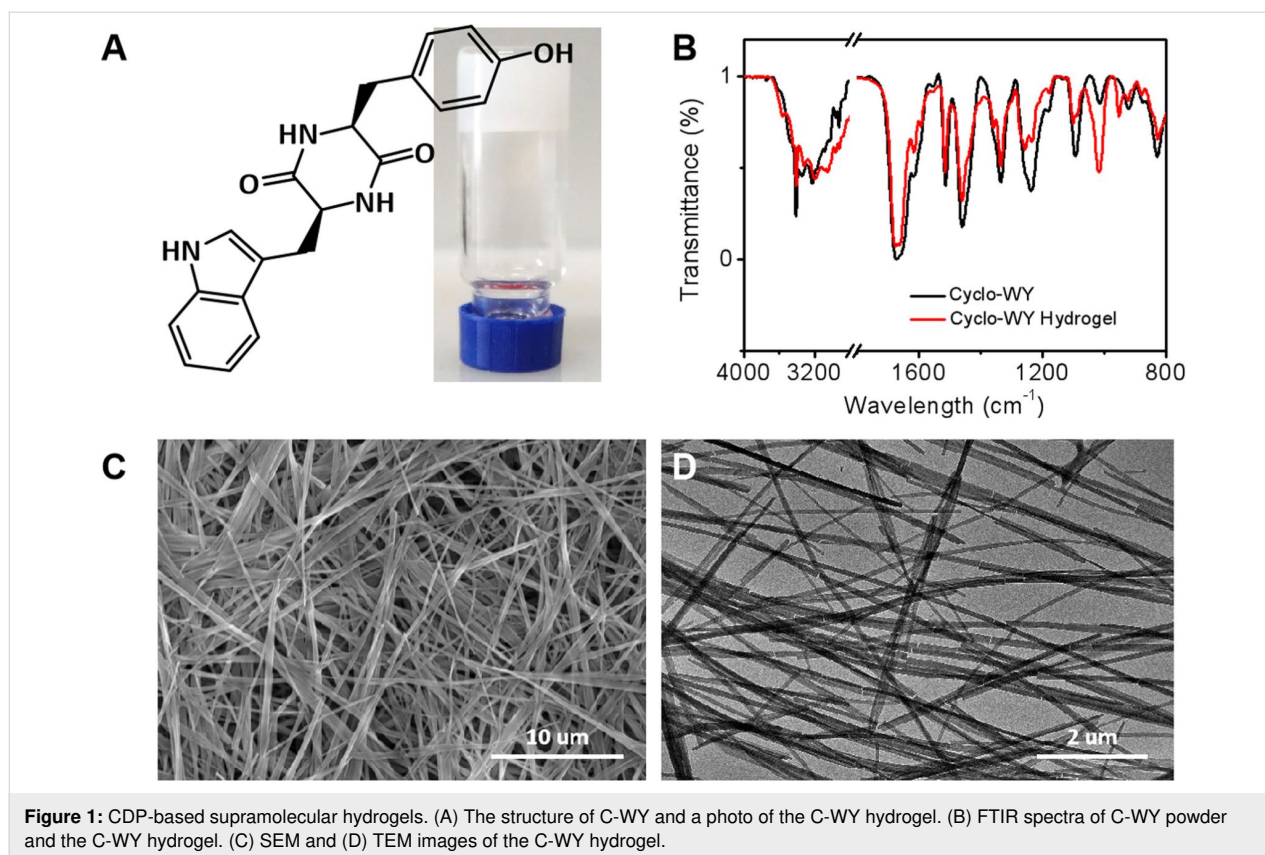 A
OH
HN
O
O
NH
HN
B
Transmittance (%)
1
0
Cyclo-WY
Cyclo-WY Hydrogel
4000 3200 1600 1200 800
Wavelength (cm⁻¹)
C
10 um
D
2 um
Figure 1: CDP-based supramolecular hydrogels. (A) The structure of C-WY and a photo of the C-WY hydrogel. (B) FTIR spectra of C-WY powder
and the C-WY hydrogel. (C) SEM and (D) TEM images of the C-WY hydrogel.